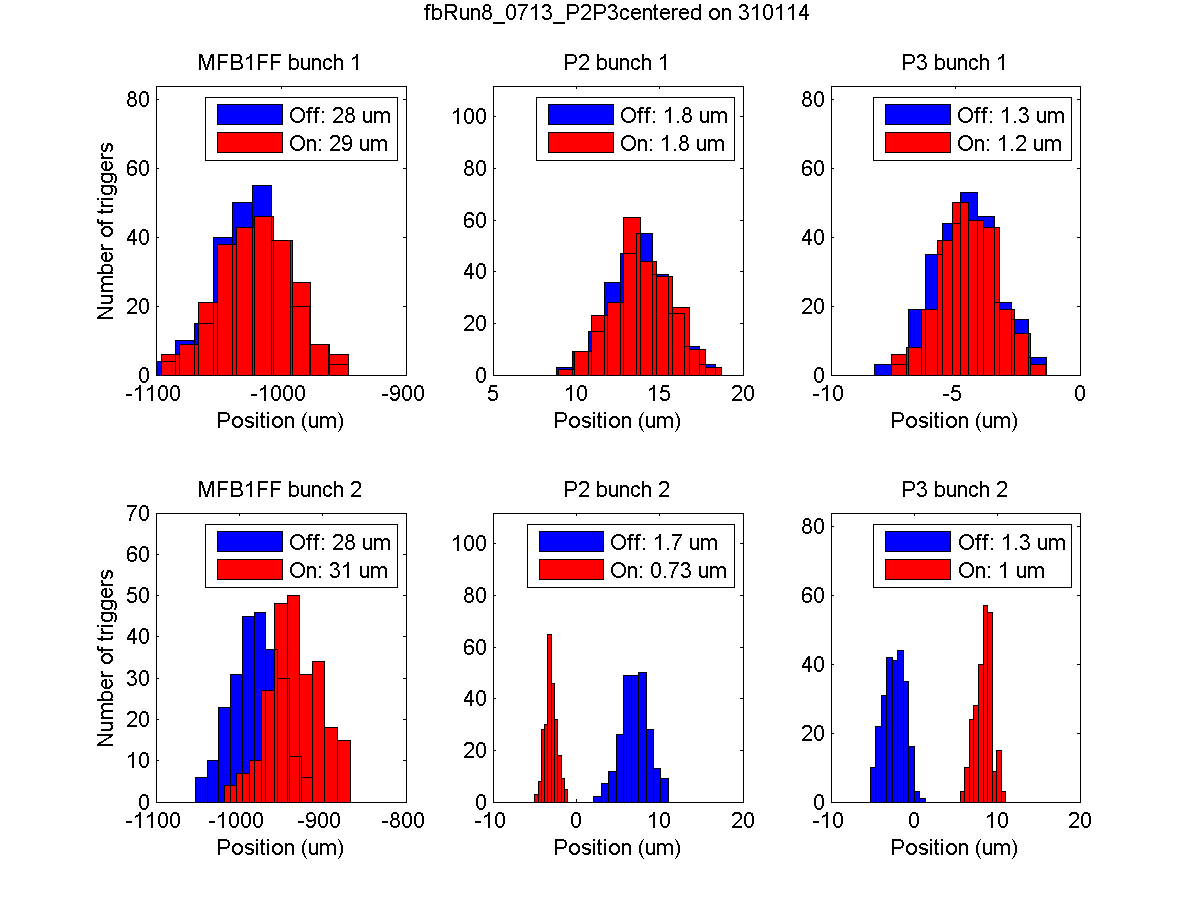 fbRun8_0713_P2P3centered on 310114
MFB1FF bunch 1
Off: 28 um
On: 29 um
Number of triggers
80
60
40
20
0
-1100
-1000
-900
Position (um)
P2 bunch 1
Off: 1.8 um
On: 1.8 um
100
80
60
40
20
0
5
10
15
20
Position (um)
P3 bunch 1
Off: 1.3 um
On: 1.2 um
80
60
40
20
0
-10
-5
0
Position (um)
MFB1FF bunch 2
Off: 28 um
On: 31 um
Number of triggers
70
60
50
40
30
20
10
0
-1100
-1000
-900
-800
Position (um)
P2 bunch 2
Off: 1.7 um
On: 0.73 um
100
80
60
40
20
0
-10
0
10
20
Position (um)
P3 bunch 2
Off: 1.3 um
On: 1 um
80
60
40
20
0
-10
0
10
20
Position (um)